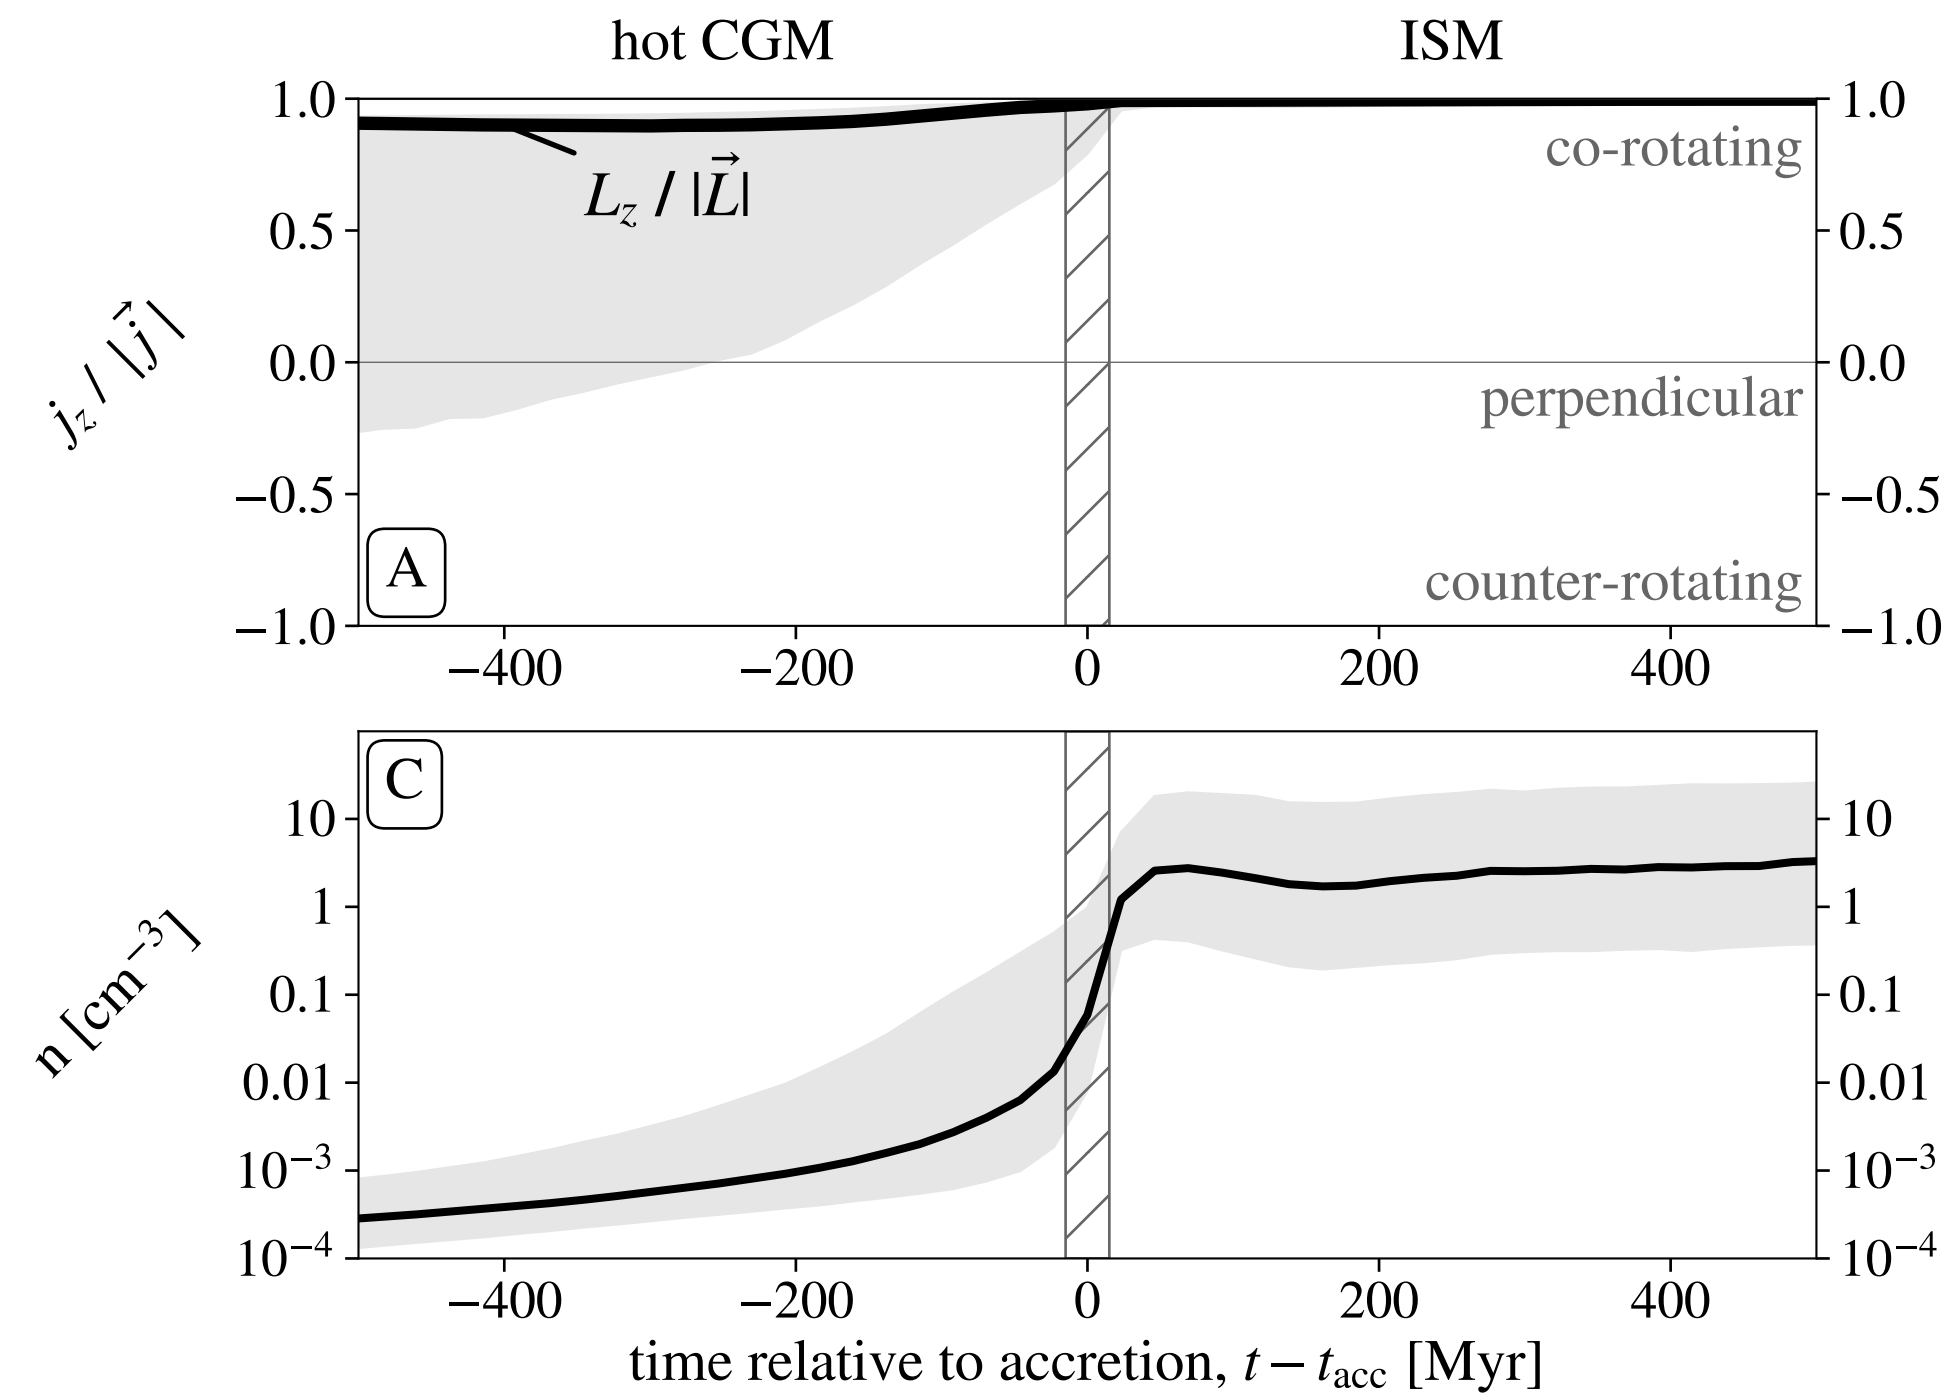 hot CGM ISM
1.0 1.0
co-rotating
L_z / |L⃗|
0.5 0.5
j_z / |j⃗|
0.0 0.0
perpendicular
−0.5 −0.5
A
counter-rotating
−1.0 −1.0
−400 −200 0 200 400
C
10 10
1 1
n [cm⁻³]
0.1 0.1
0.01 0.01
10⁻³ 10⁻³
10⁻⁴ 10⁻⁴
−400 −200 0 200 400
time relative to accretion, t − t_acc [Myr]